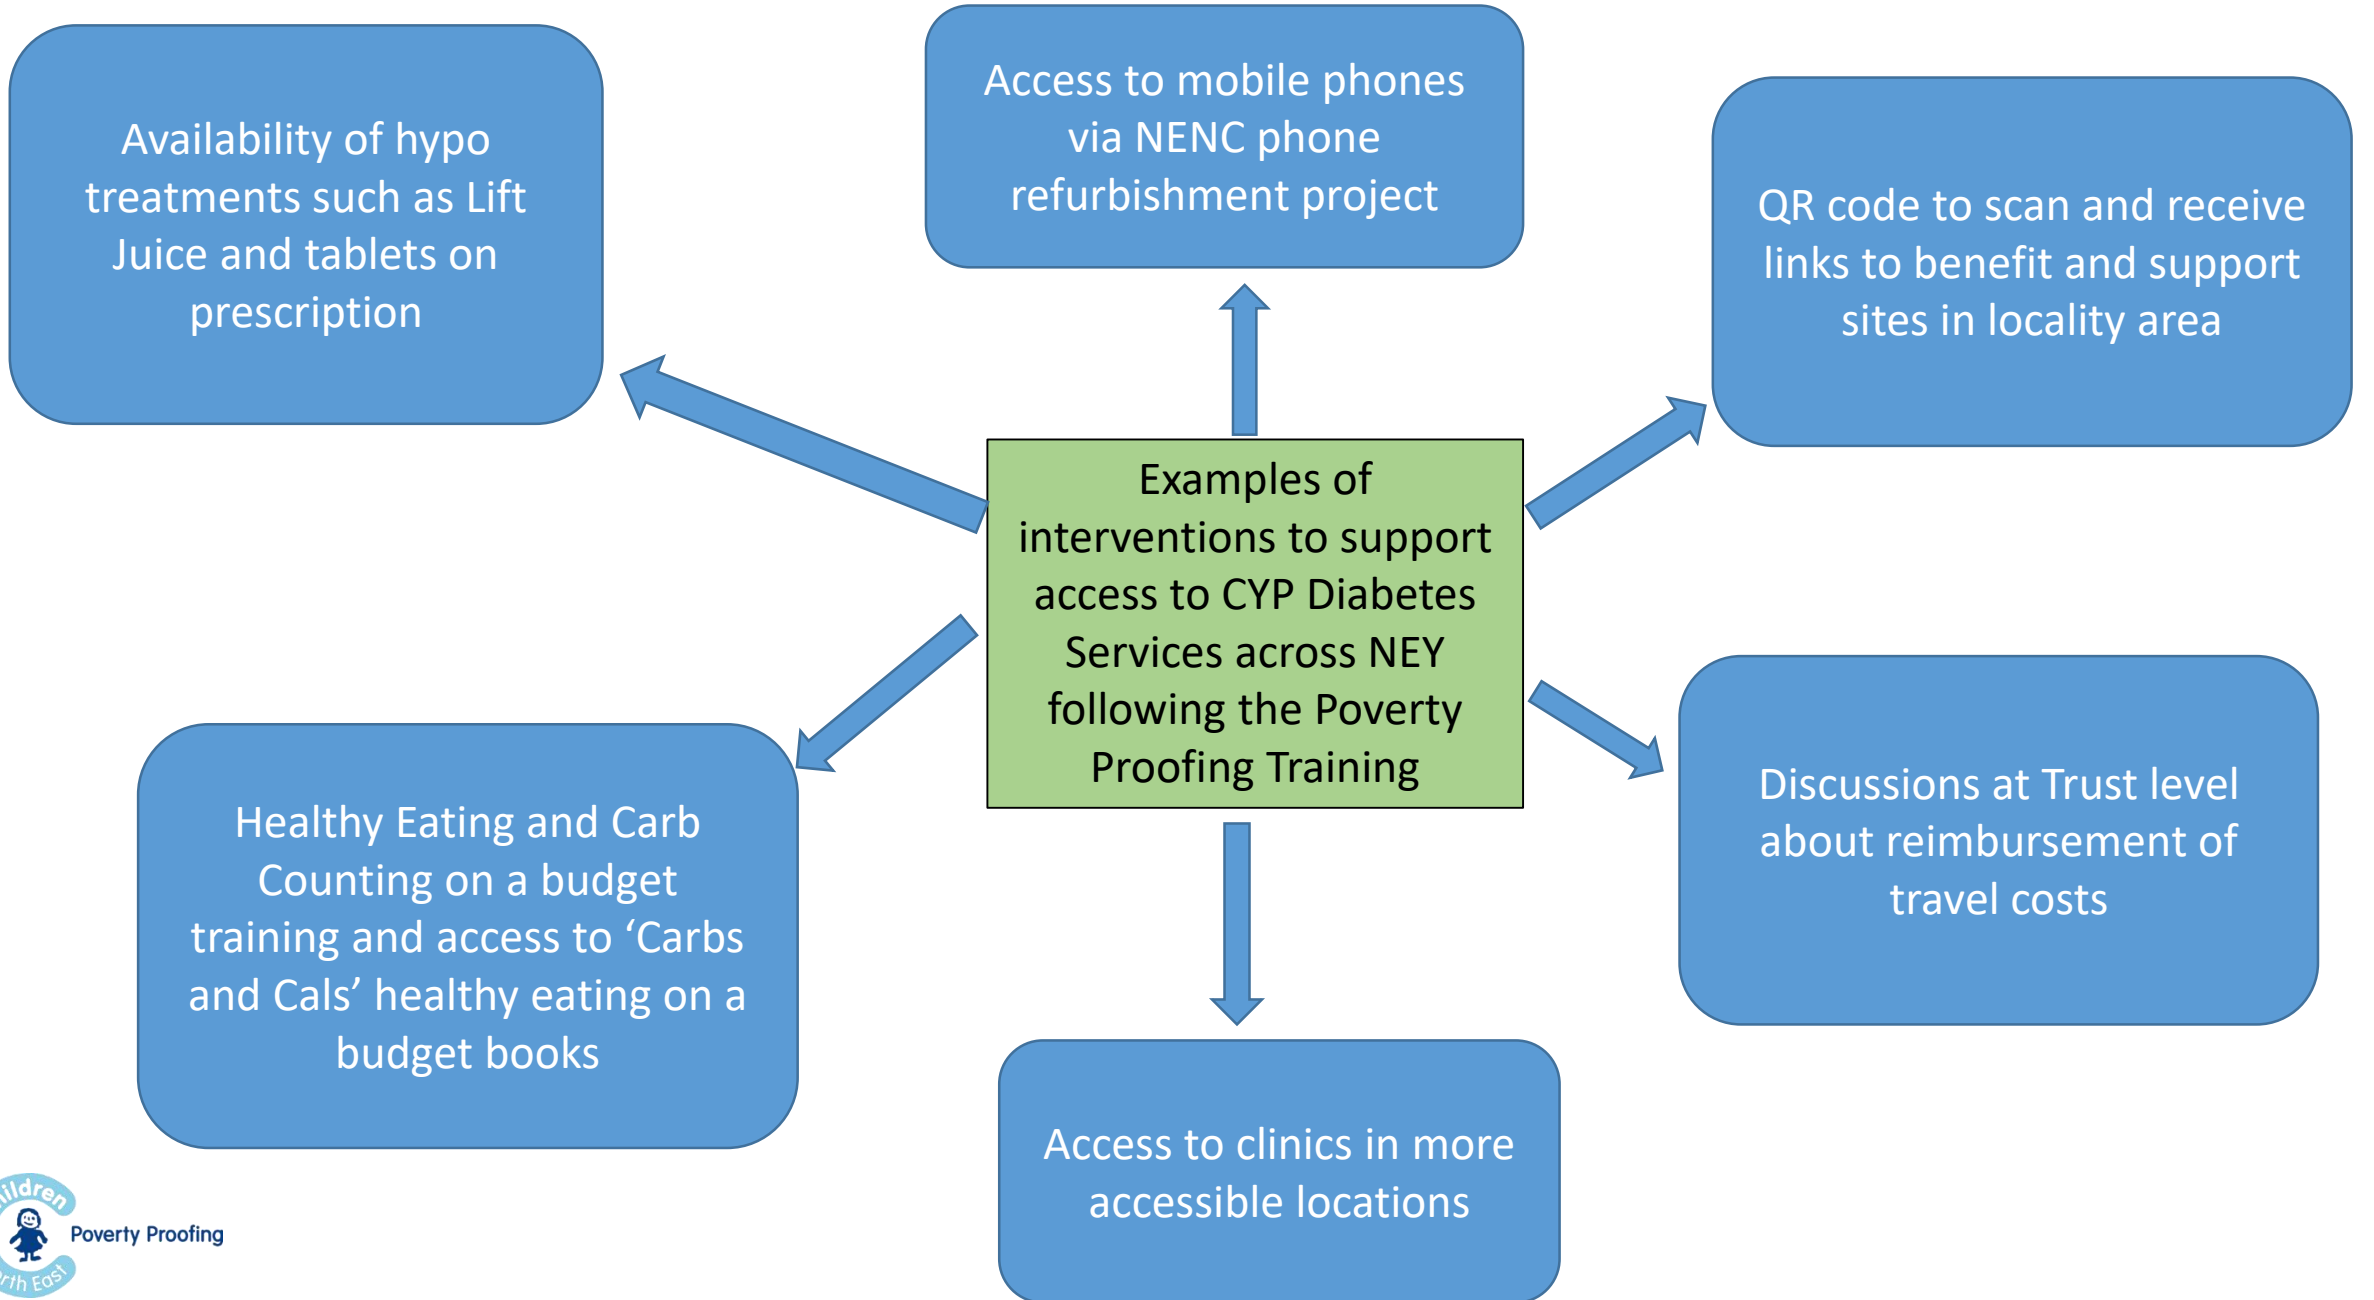 Availability of hypo
treatments such as Lift
Juice and tablets on
prescription
Access to mobile phones
via NENC phone
refurbishment project
QR code to scan and receive
links to benefit and support
sites in locality area
Examples of
interventions to support
access to CYP Diabetes
Services across NEY
following the Poverty
Proofing Training
Healthy Eating and Carb
Counting on a budget
training and access to ‘Carbs
and Cals’ healthy eating on a
budget books
Discussions at Trust level
about reimbursement of
travel costs
Access to clinics in more
accessible locations
Poverty Proofing
East